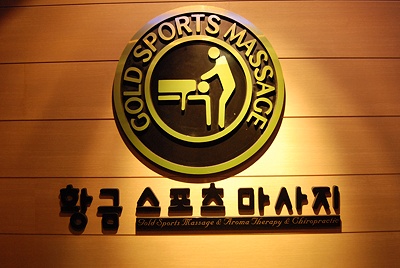 GOLD SPORTS MASSAGE
황금 스포츠 마사지
Gold Sports Massage & Aroma Therapy & Chiropractic